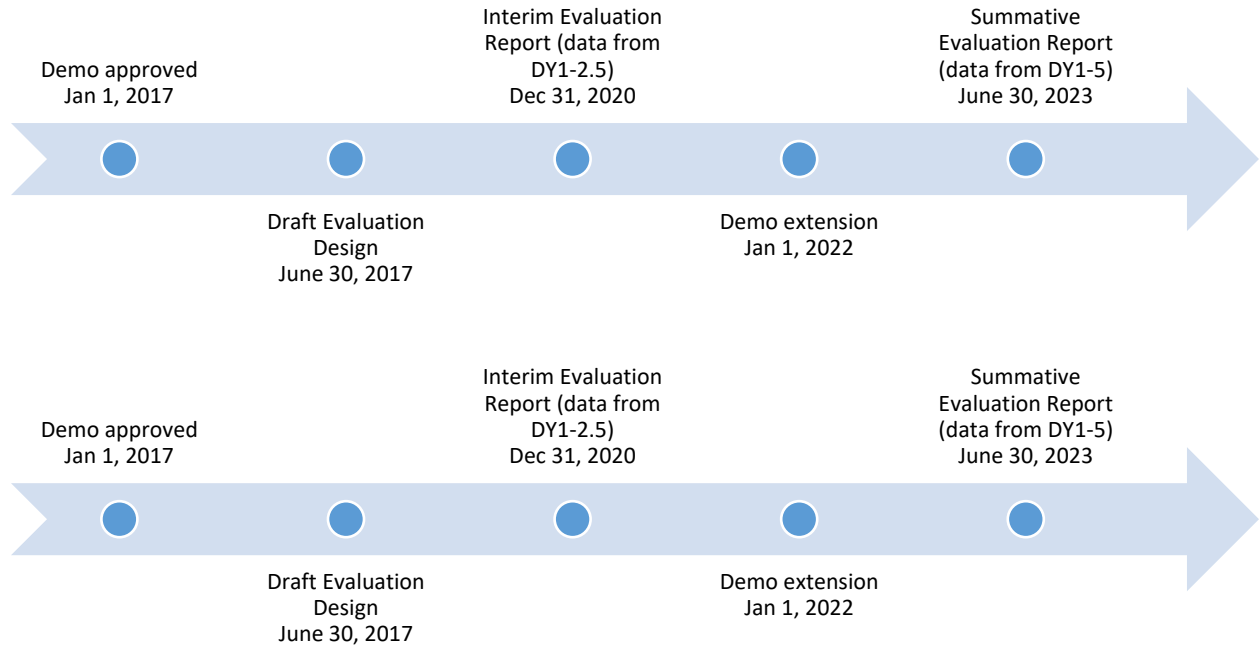 Demo approved
Jan 1, 2017
Draft Evaluation
Design
June 30, 2017
Interim Evaluation
Report (data from
DY1-2.5)
Dec 31, 2020
Demo extension
Jan 1, 2022
Summative
Evaluation Report
(data from DY1-5)
June 30, 2023
Demo approved
Jan 1, 2017
Draft Evaluation
Design
June 30, 2017
Interim Evaluation
Report (data from
DY1-2.5)
Dec 31, 2020
Demo extension
Jan 1, 2022
Summative
Evaluation Report
(data from DY1-5)
June 30, 2023